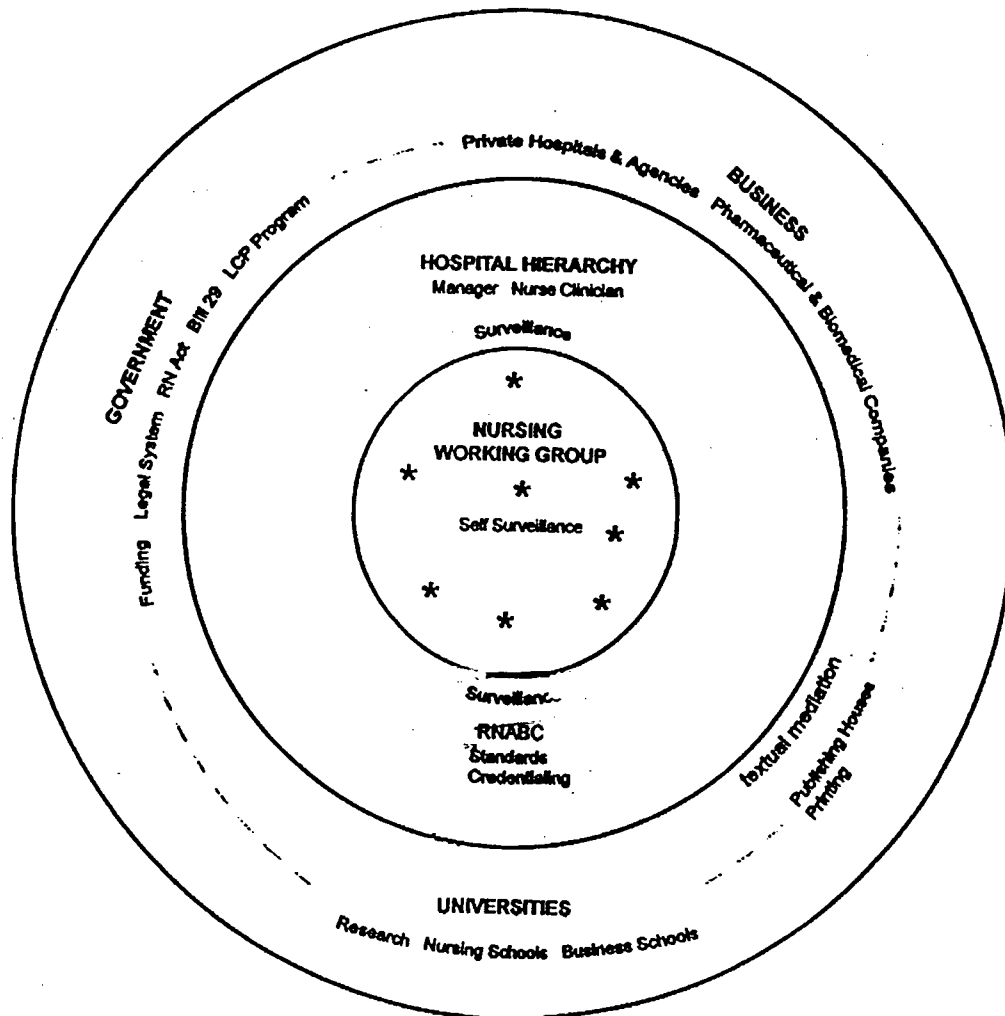 Private Hospitals & Agencies Pharmaceutical & Biomedical Companies
BUSINESS
GOVERNMENT
Funding Legal System RN Act Bill 29 LCP Program
HOSPITAL HIERARCHY
Manager Nurse Clinician
Surveillance
*
NURSING
WORKING GROUP
* * *
Self Surveillance *
* * *
Surveillance
RNABC
Standards
Credentialing
textual mediation
Publishing Houses
Printing
UNIVERSITIES
Research Nursing Schools Business Schools